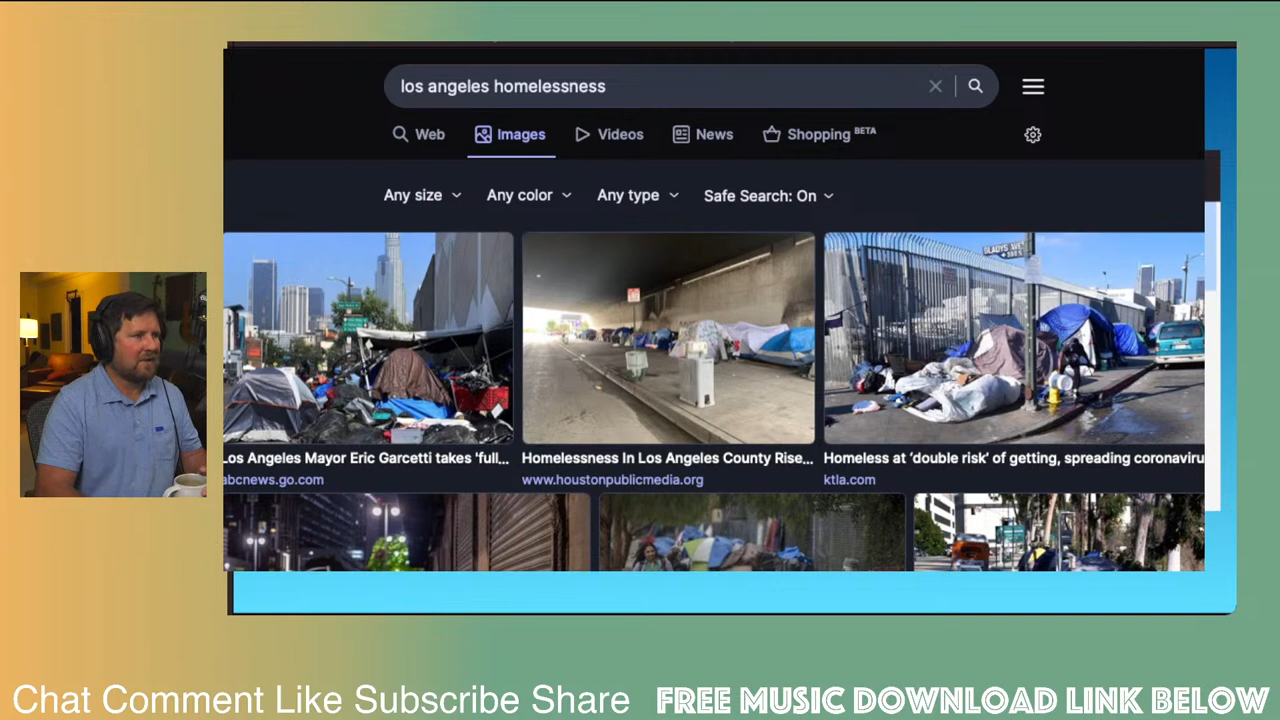 los angeles homelessness
Web Images Videos News Shopping BETA
Any size Any color Any type Safe Search: On
Los Angeles Mayor Eric Garcetti takes 'full...
abcnews.go.com
Homelessness In Los Angeles County Rise...
www.houstonpublicmedia.org
GLADYS AVE
Homeless at ‘double risk’ of getting, spreading coronaviru
ktla.com
Chat Comment Like Subscribe Share
FREE MUSIC DOWNLOAD LINK BELOW